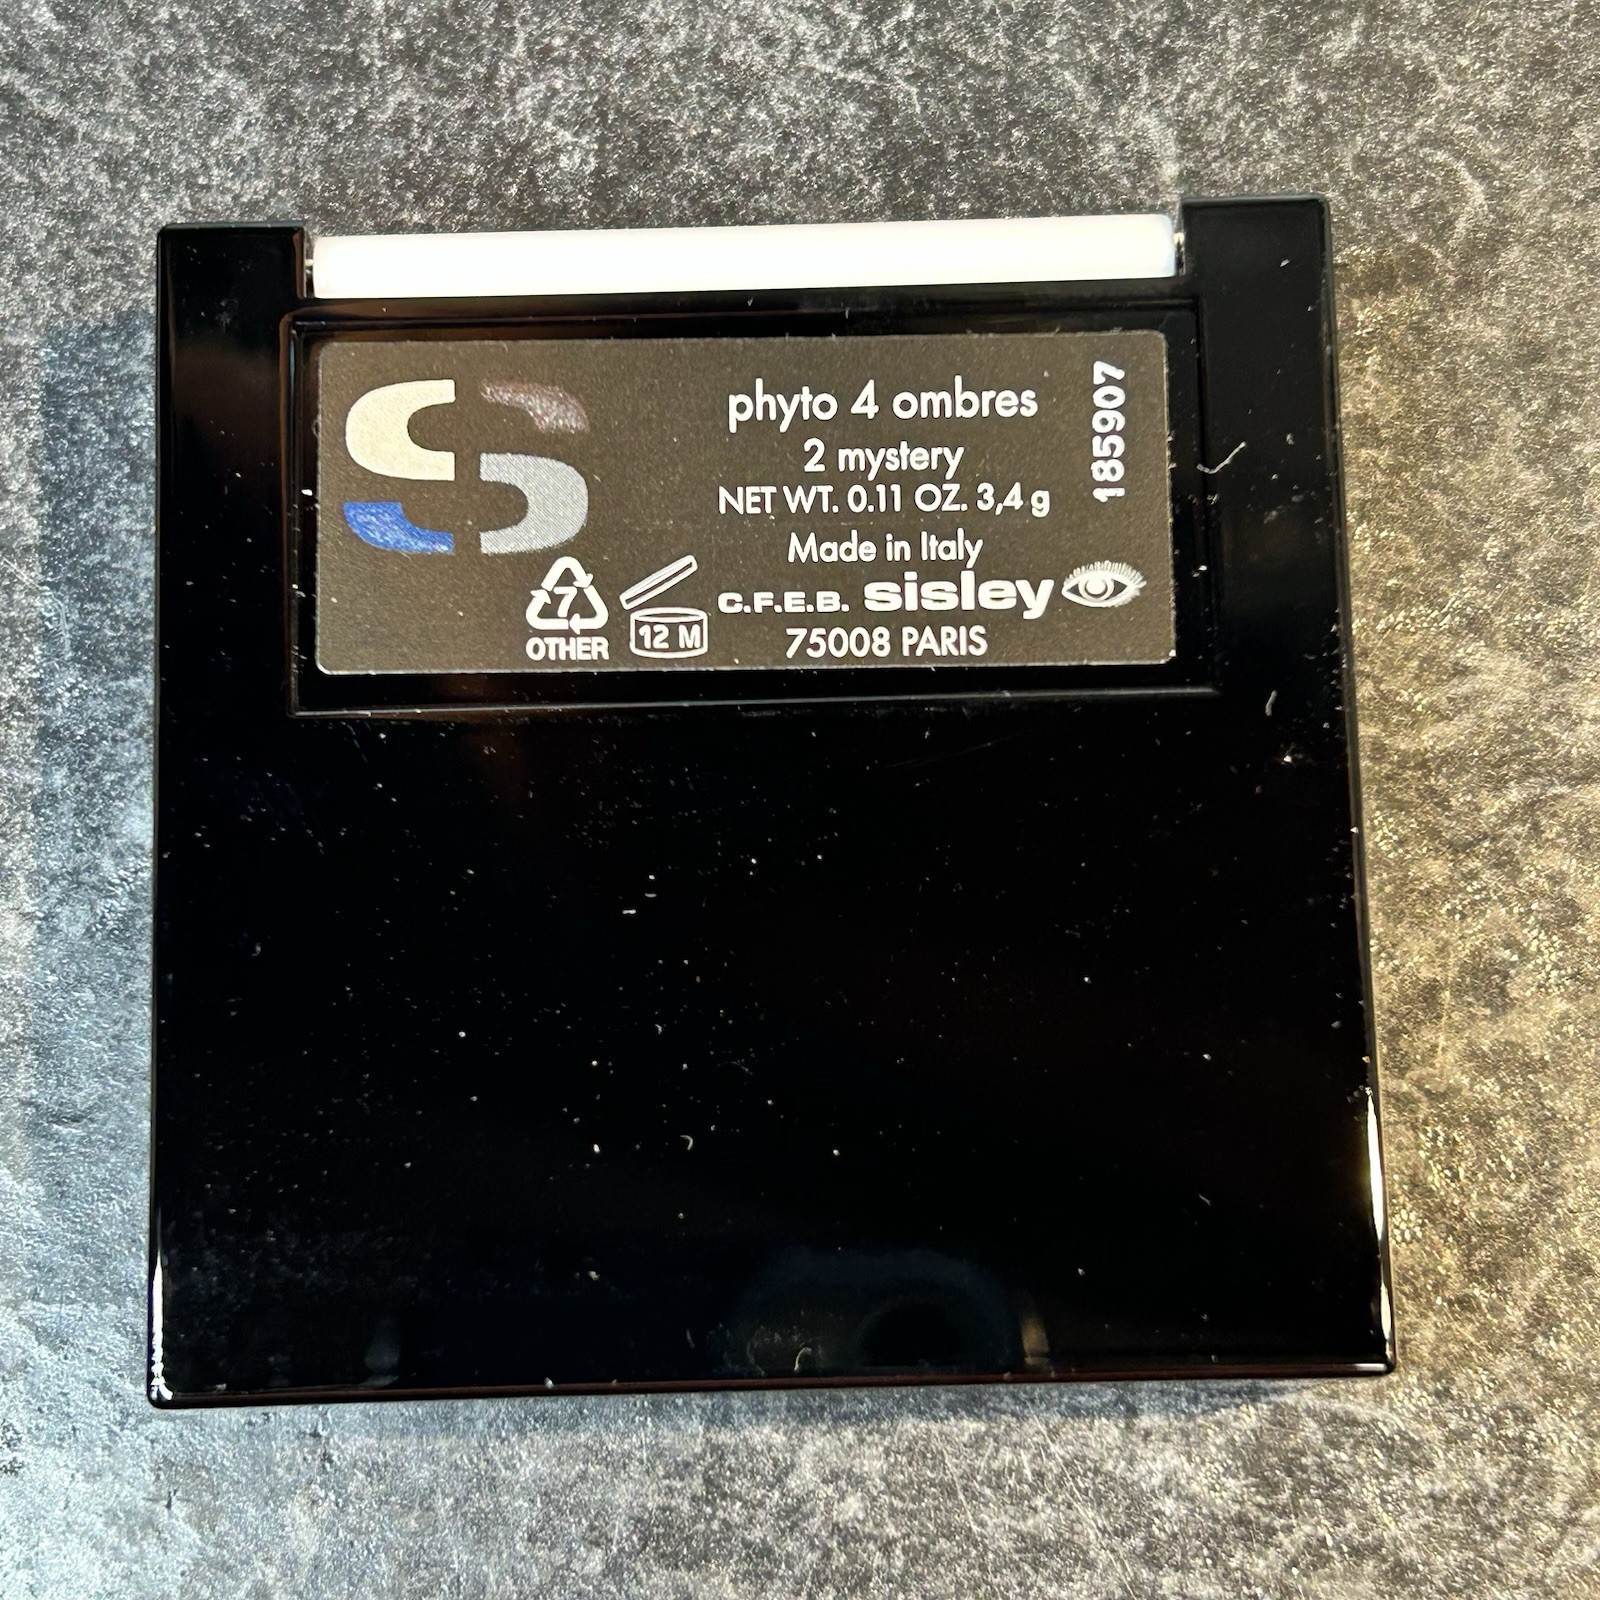 phyto 4 ombres
2 mystery
NET WT. 0.11 OZ. 3,4 g
Made in Italy
C.F.E.B. sisley
75008 PARIS
7
OTHER
12 M
185907